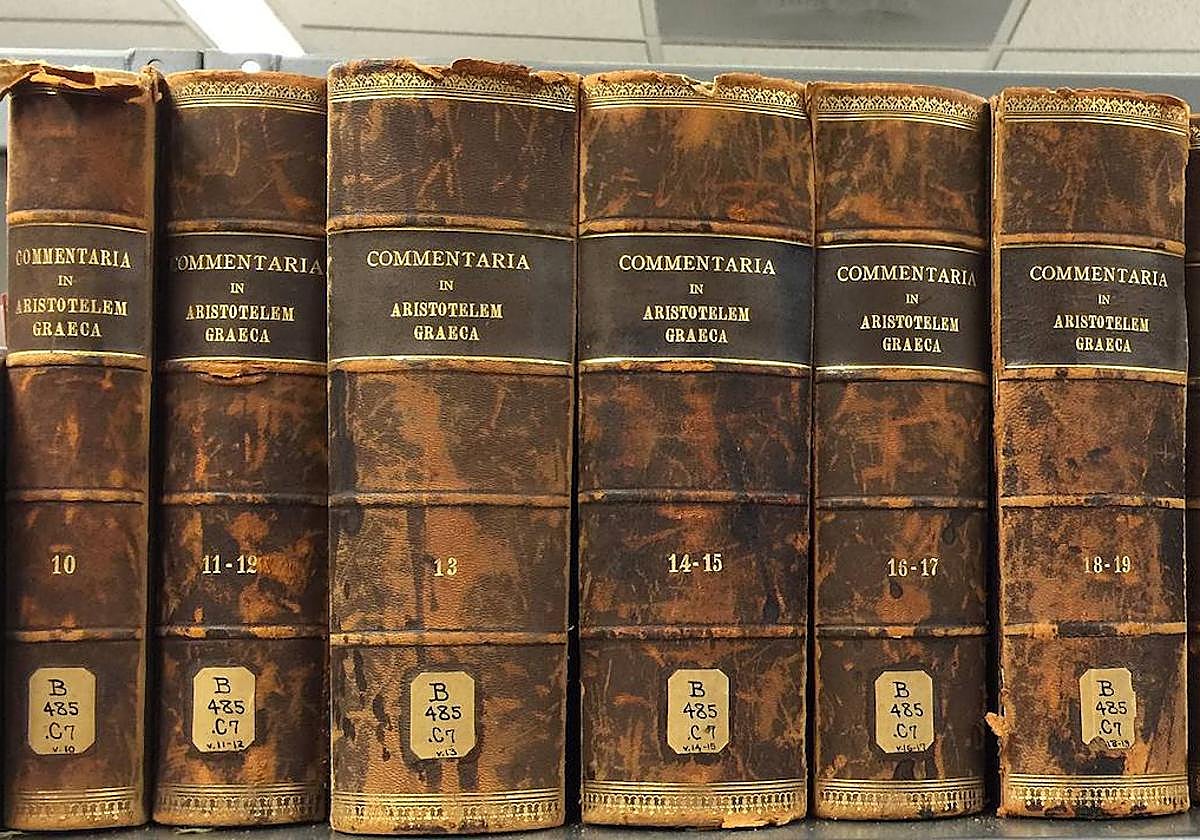 COMMENTARIA
IN
ARISTOTELEM
GRAECA
10
B
485
.C7
v.10
COMMENTARIA
IN
ARISTOTELEM
GRAECA
11-12
B
485
.C7
v.11-12
COMMENTARIA
IN
ARISTOTELEM
GRAECA
13
B
485
.C7
v.13
COMMENTARIA
IN
ARISTOTELEM
GRAECA
14-15
B
485
.C7
v.14-15
COMMENTARIA
IN
ARISTOTELEM
GRAECA
16-17
B
485
.C7
v.16-17
COMMENTARIA
IN
ARISTOTELEM
GRAECA
18-19
B
485
.C7
18-19